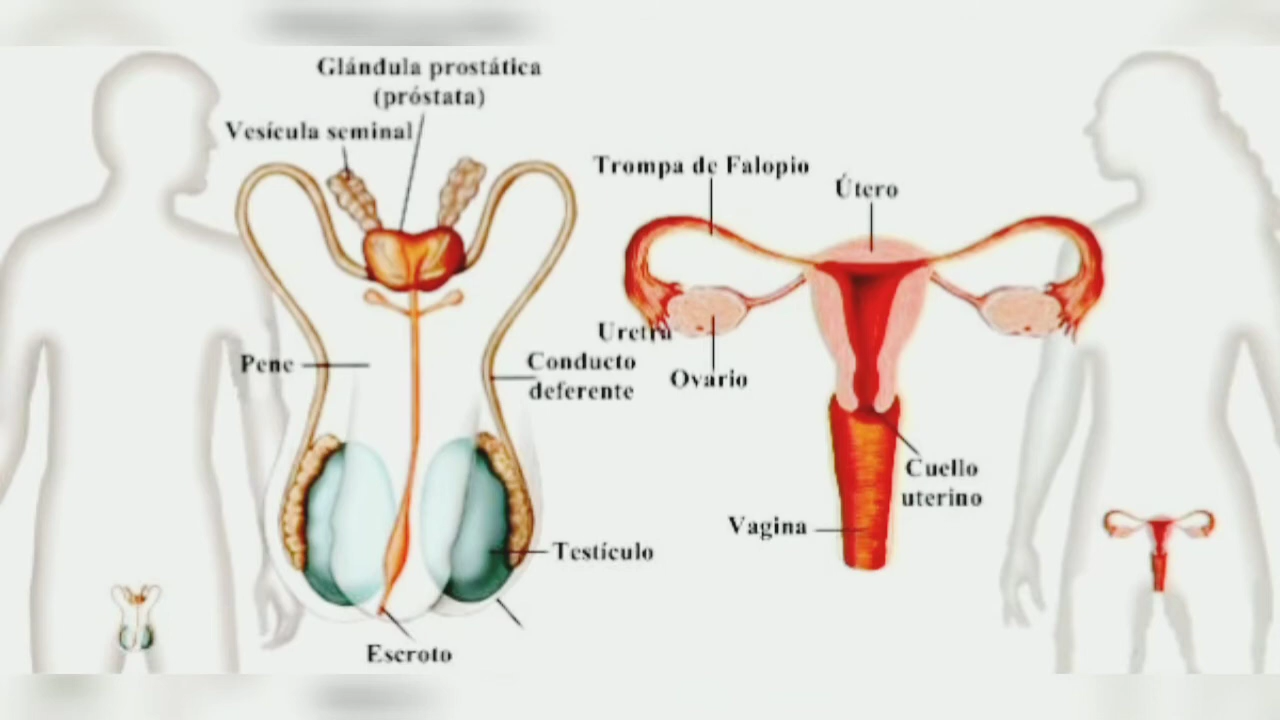 Glándula prostática
(próstata)
Vesícula seminal
Trompa de Falopio
Útero
Uretra
Pene
Conducto
deferente
Ovario
Cuello
uterino
Vagina
Testículo
Escroto